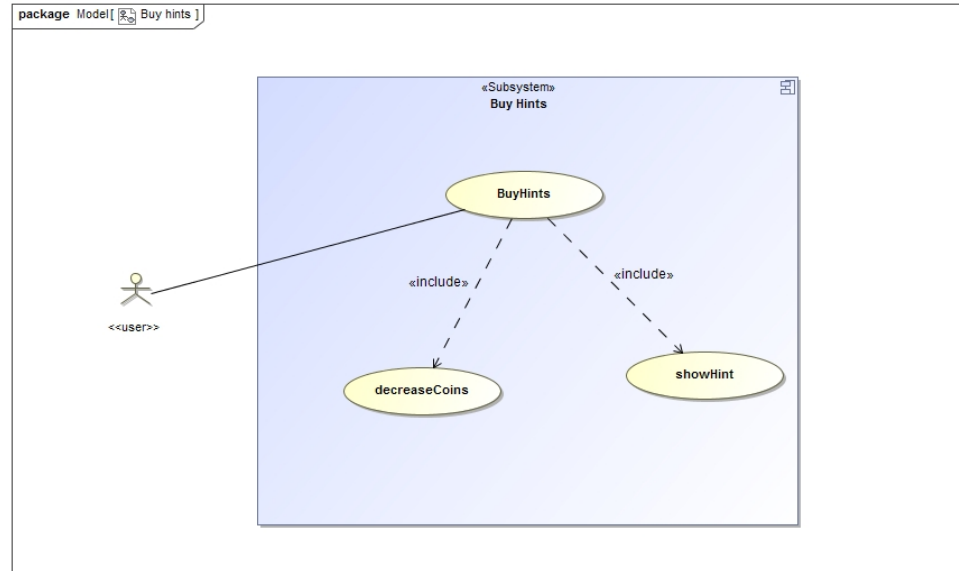 package Model[ Buy hints ]
«Subsystem»
Buy Hints
BuyHints
«include»
«include»
<<user>>
decreaseCoins
showHint